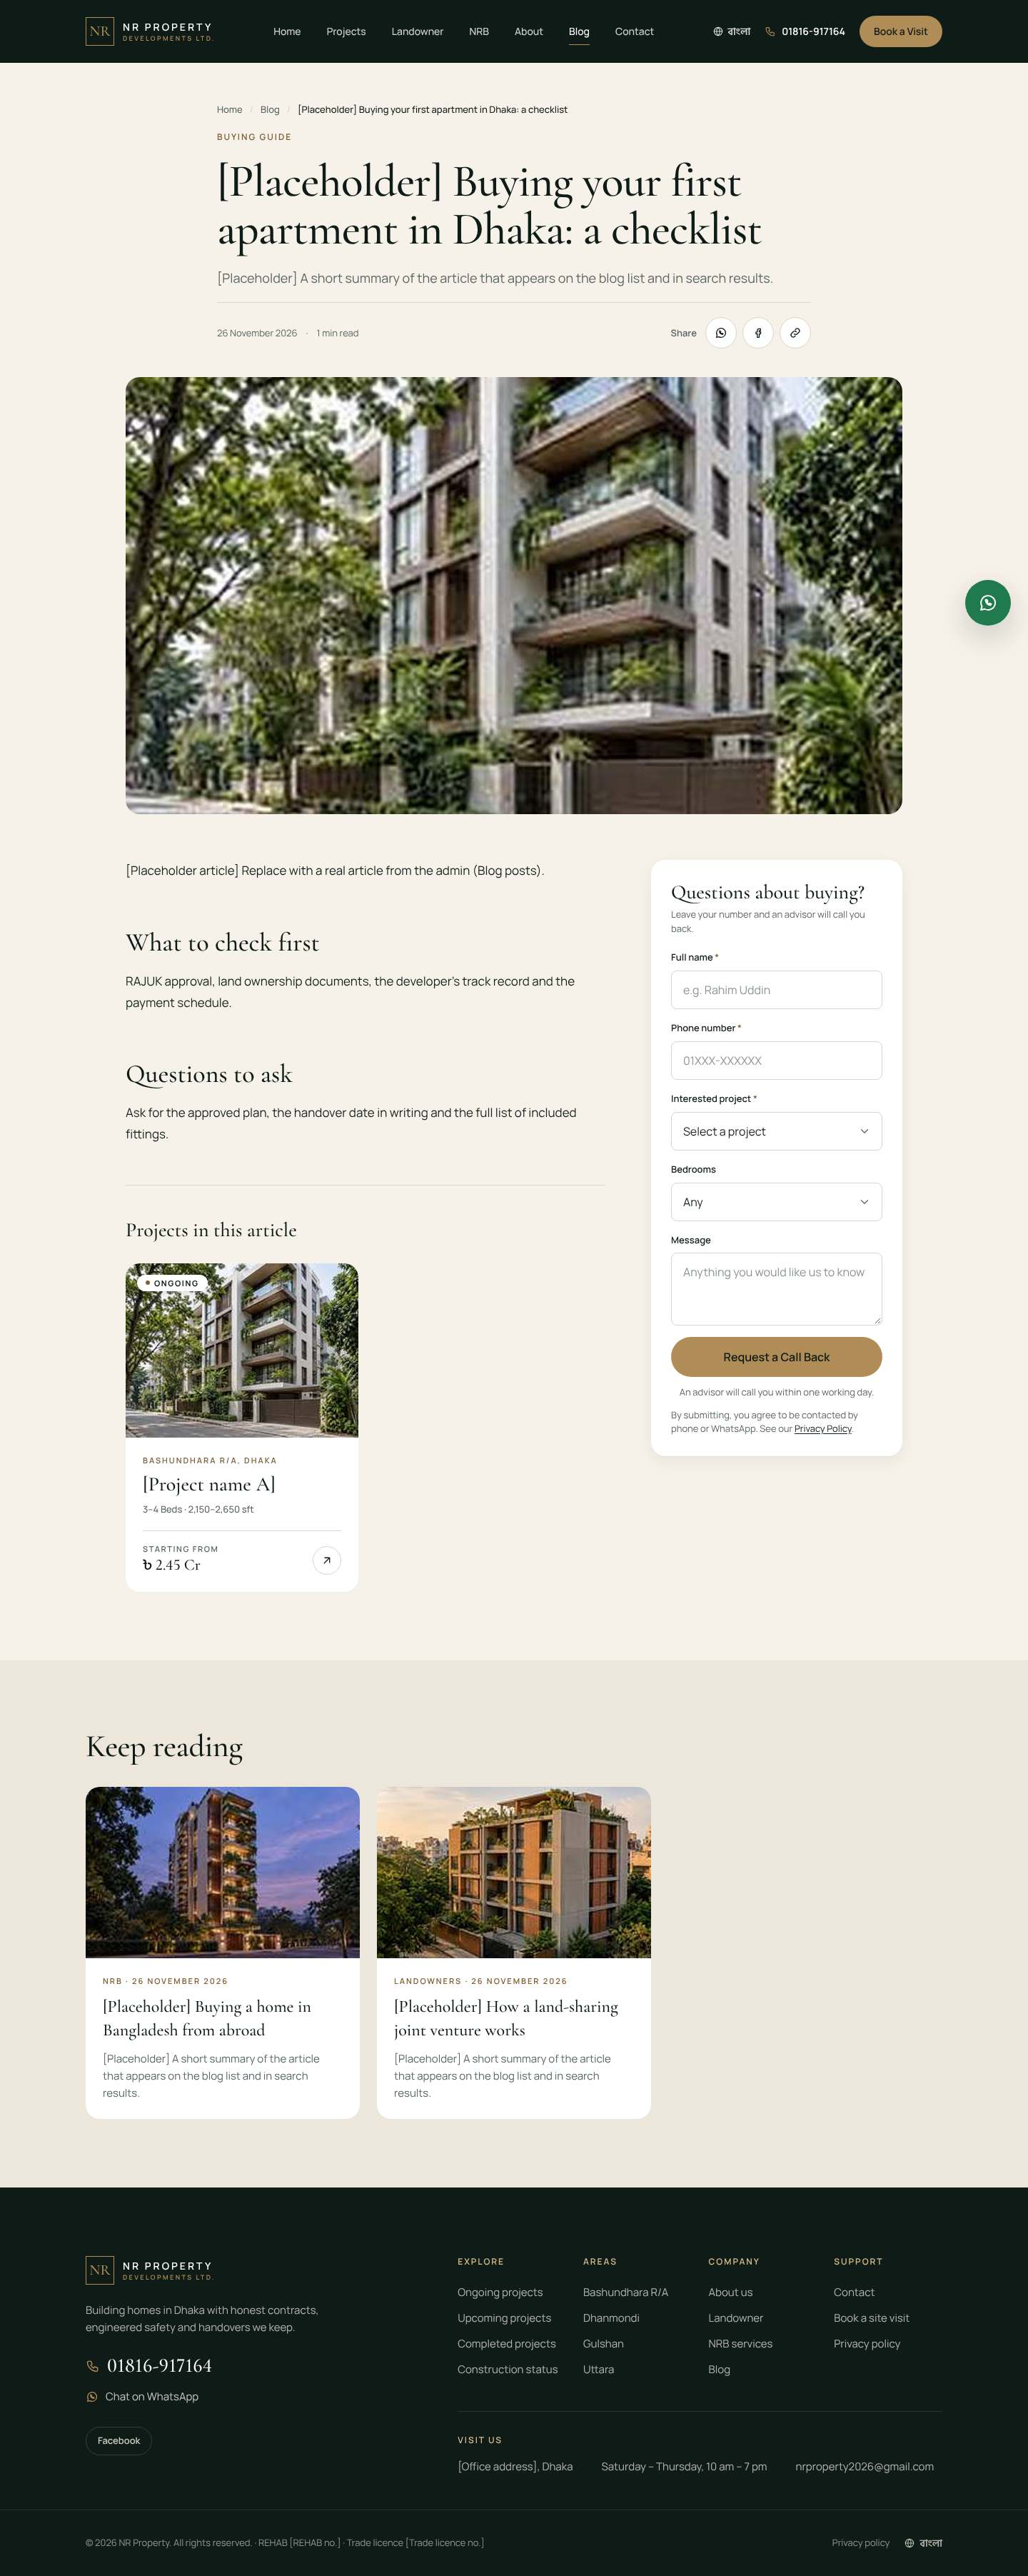 NR NR PROPERTY
DEVELOPMENTS LTD.
Home Projects Landowner NRB About Blog Contact
বাংলা 01816-917164 Book a Visit
Home / Blog / [Placeholder] Buying your first apartment in Dhaka: a checklist
BUYING GUIDE
[Placeholder] Buying your first
apartment in Dhaka: a checklist
[Placeholder] A short summary of the article that appears on the blog list and in search results.
26 November 2026 · 1 min read
Share
[Placeholder article] Replace with a real article from the admin (Blog posts).
What to check first
RAJUK approval, land ownership documents, the developer's track record and the
payment schedule.
Questions to ask
Ask for the approved plan, the handover date in writing and the full list of included
fittings.
Projects in this article
ONGOING
BASHUNDHARA R/A, DHAKA
[Project name A]
3–4 Beds · 2,150–2,650 sft
STARTING FROM
৳ 2.45 Cr
Questions about buying?
Leave your number and an advisor will call you
back.
Full name *
e.g. Rahim Uddin
Phone number *
01XXX-XXXXXX
Interested project *
Select a project
Bedrooms
Any
Message
Anything you would like us to know
Request a Call Back
An advisor will call you within one working day.
By submitting, you agree to be contacted by
phone or WhatsApp. See our Privacy Policy.
Keep reading
NRB · 26 NOVEMBER 2026
[Placeholder] Buying a home in
Bangladesh from abroad
[Placeholder] A short summary of the article
that appears on the blog list and in search
results.
LANDOWNERS · 26 NOVEMBER 2026
[Placeholder] How a land-sharing
joint venture works
[Placeholder] A short summary of the article
that appears on the blog list and in search
results.
NR NR PROPERTY
DEVELOPMENTS LTD.
Building homes in Dhaka with honest contracts,
engineered safety and handovers we keep.
01816-917164
Chat on WhatsApp
Facebook
EXPLORE
Ongoing projects
Upcoming projects
Completed projects
Construction status
AREAS
Bashundhara R/A
Dhanmondi
Gulshan
Uttara
COMPANY
About us
Landowner
NRB services
Blog
SUPPORT
Contact
Book a site visit
Privacy policy
VISIT US
[Office address], Dhaka Saturday – Thursday, 10 am – 7 pm nrproperty2026@gmail.com
© 2026 NR Property. All rights reserved. · REHAB [REHAB no.] · Trade licence [Trade licence no.]
Privacy policy বাংলা